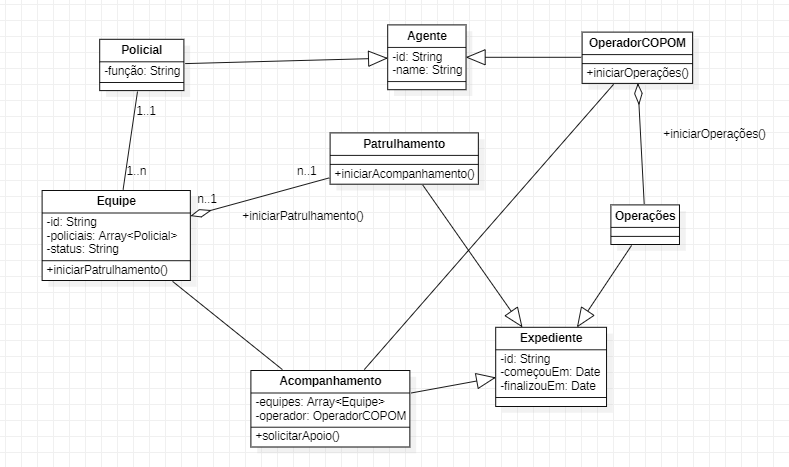 Policial
-função: String
Agente
-id: String
-name: String
OperadorCOPOM
+iniciarOperações()
1..1
1..n
Patrulhamento
+iniciarAcompanhamento()
+iniciarOperações()
n..1
n..1
+iniciarPatrulhamento()
Equipe
-id: String
-policiais: Array<Policial>
-status: String
+iniciarPatrulhamento()
Operações
Expediente
-id: String
-começouEm: Date
-finalizouEm: Date
Acompanhamento
-equipes: Array<Equipe>
-operador: OperadorCOPOM
+solicitarApoio()